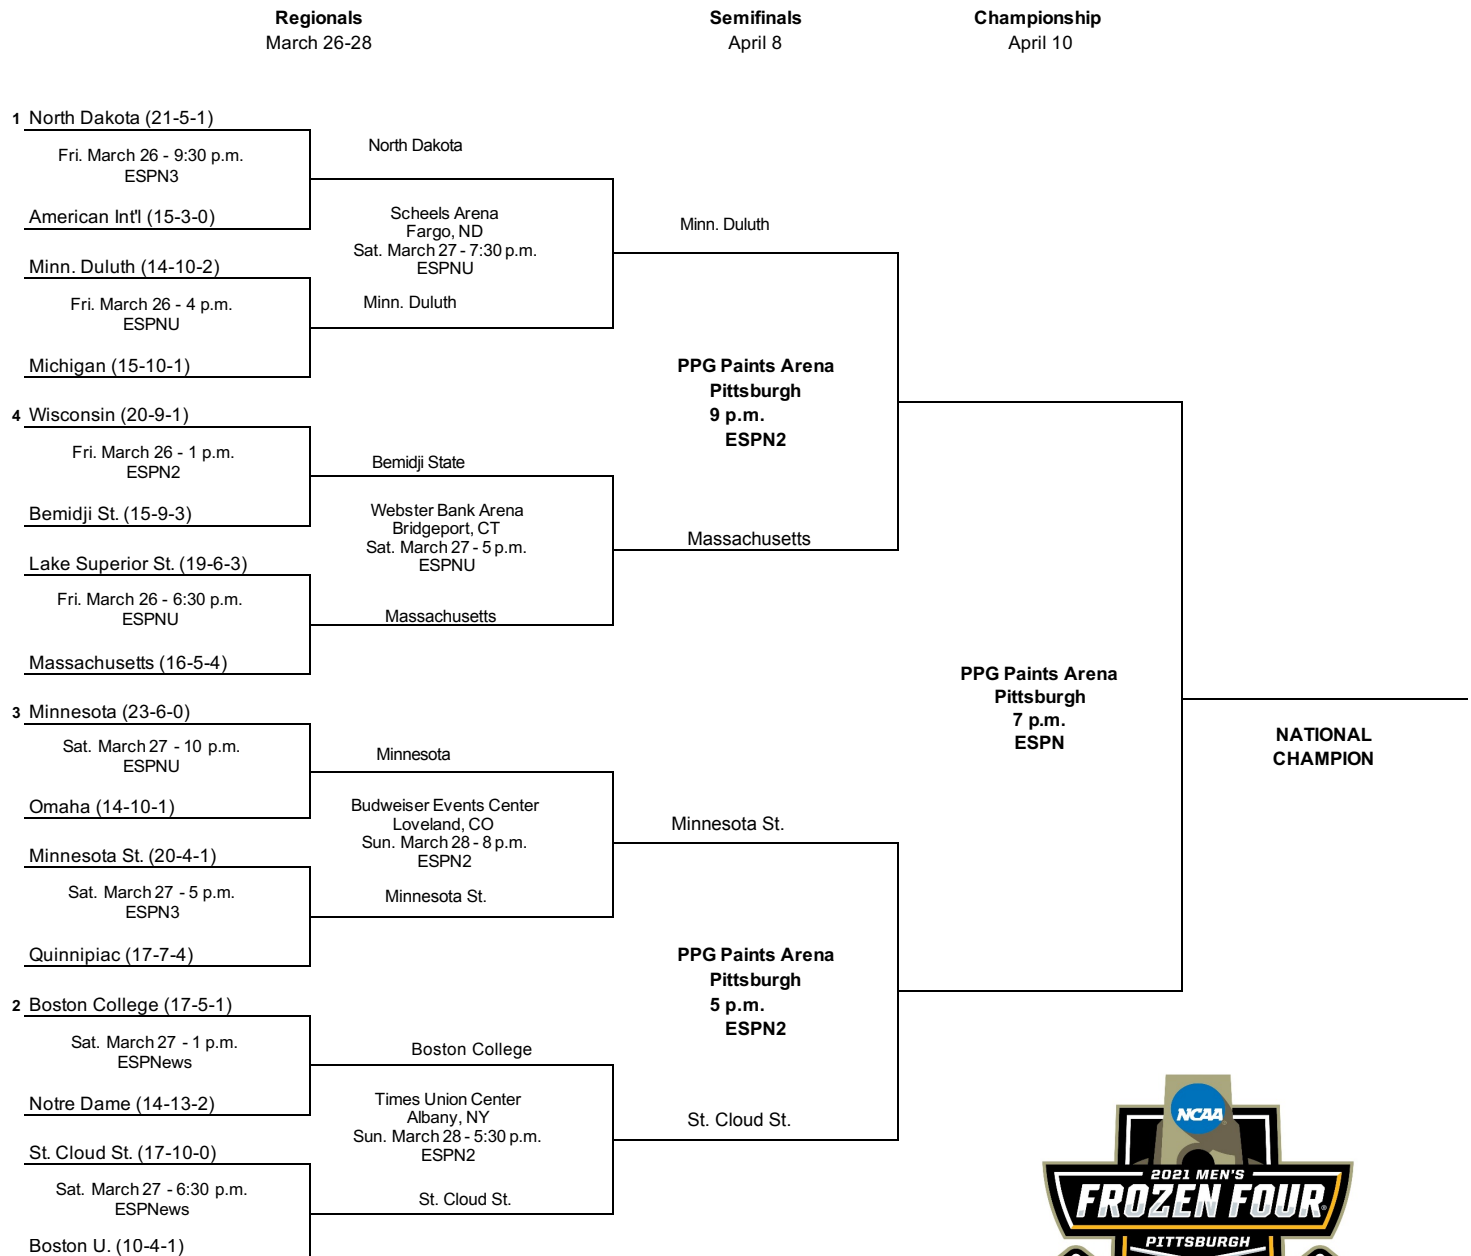 Regionals
March 26-28
Semifinals
April 8
Championship
April 10
1 North Dakota (21-5-1)
Fri. March 26 - 9:30 p.m.
ESPN3
American Int'l (15-3-0)
North Dakota
Scheels Arena
Fargo, ND
Sat. March 27 - 7:30 p.m.
ESPNU
Minn. Duluth (14-10-2)
Fri. March 26 - 4 p.m.
ESPNU
Michigan (15-10-1)
Minn. Duluth
Minn. Duluth
PPG Paints Arena
Pittsburgh
9 p.m.
ESPN2
4 Wisconsin (20-9-1)
Fri. March 26 - 1 p.m.
ESPN2
Bemidji St. (15-9-3)
Bemidji State
Webster Bank Arena
Bridgeport, CT
Sat. March 27 - 5 p.m.
ESPNU
Lake Superior St. (19-6-3)
Fri. March 26 - 6:30 p.m.
ESPNU
Massachusetts (16-5-4)
Massachusetts
Massachusetts
PPG Paints Arena
Pittsburgh
7 p.m.
ESPN
NATIONAL
CHAMPION
3 Minnesota (23-6-0)
Sat. March 27 - 10 p.m.
ESPNU
Omaha (14-10-1)
Minnesota
Budweiser Events Center
Loveland, CO
Sun. March 28 - 8 p.m.
ESPN2
Minnesota St. (20-4-1)
Sat. March 27 - 5 p.m.
ESPN3
Quinnipiac (17-7-4)
Minnesota St.
Minnesota St.
PPG Paints Arena
Pittsburgh
5 p.m.
ESPN2
2 Boston College (17-5-1)
Sat. March 27 - 1 p.m.
ESPNews
Notre Dame (14-13-2)
Boston College
Times Union Center
Albany, NY
Sun. March 28 - 5:30 p.m.
ESPN2
St. Cloud St. (17-10-0)
Sat. March 27 - 6:30 p.m.
ESPNews
Boston U. (10-4-1)
St. Cloud St.
St. Cloud St.
NCAA
2021 MEN'S
FROZEN FOUR®
PITTSBURGH